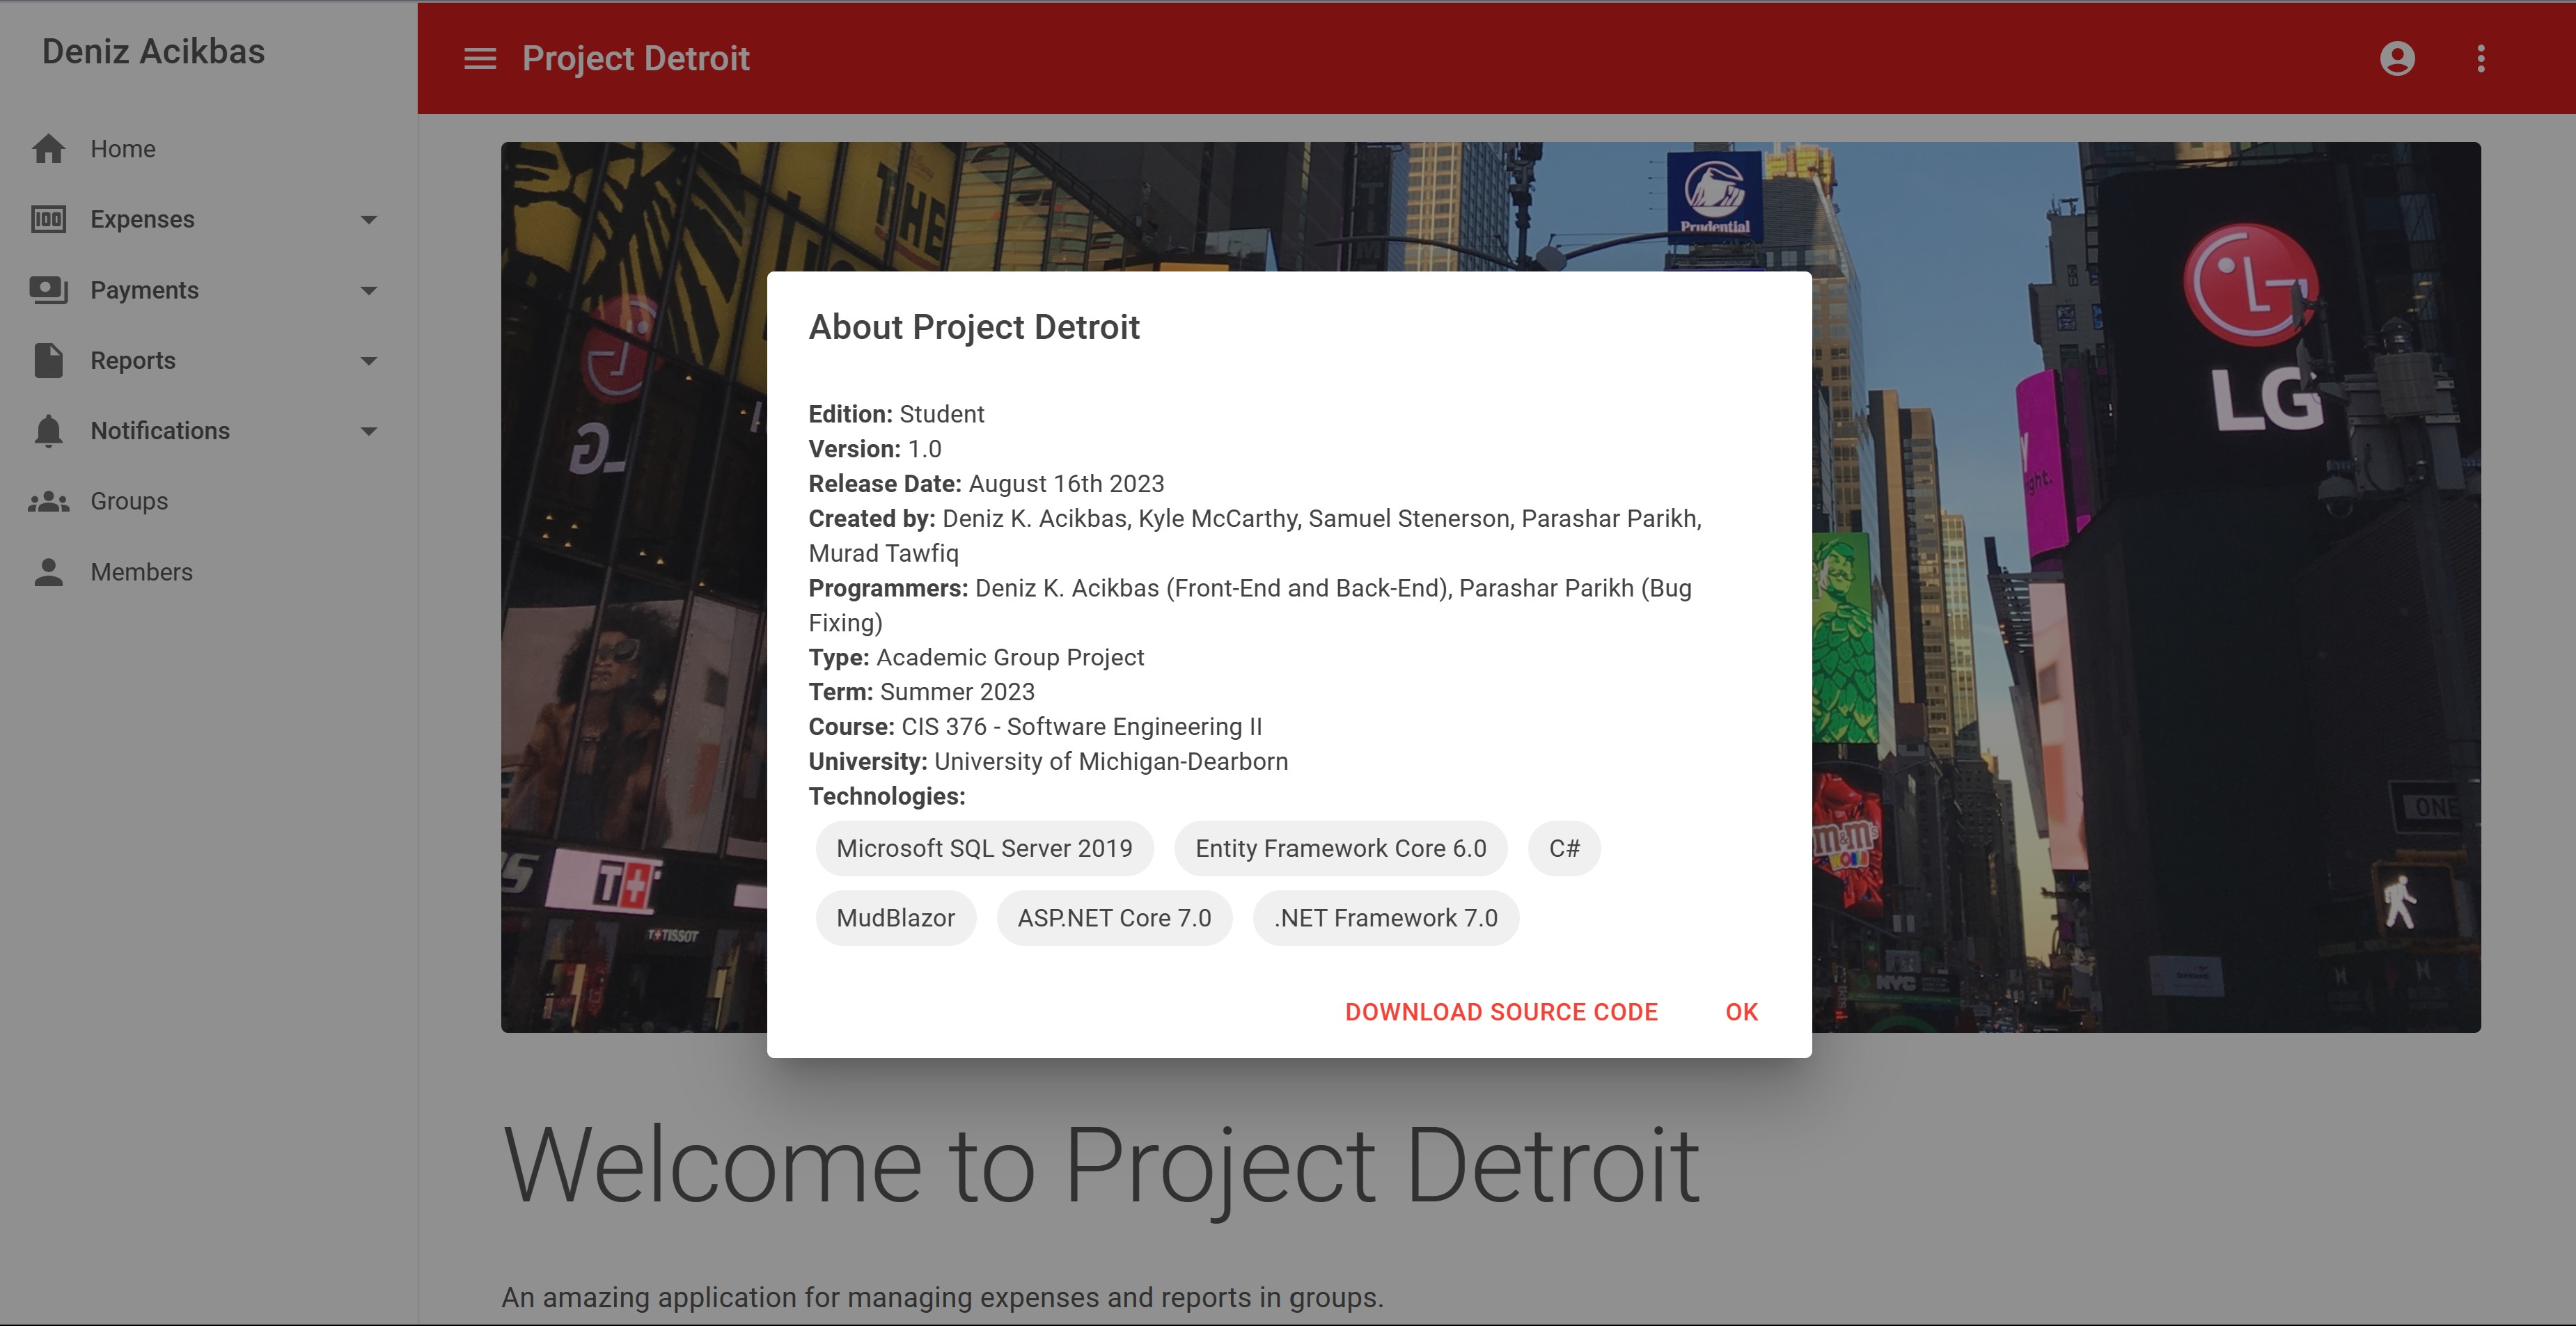 Deniz Acikbas
Project Detroit
Home
Expenses
Payments
Reports
Notifications
Groups
Members
THE
Prudential
LG
About Project Detroit
Edition: Student
Version: 1.0
Release Date: August 16th 2023
Created by: Deniz K. Acikbas, Kyle McCarthy, Samuel Stenerson, Parashar Parikh,
Murad Tawfiq
Programmers: Deniz K. Acikbas (Front-End and Back-End), Parashar Parikh (Bug
Fixing)
Type: Academic Group Project
Term: Summer 2023
Course: CIS 376 - Software Engineering II
University: University of Michigan-Dearborn
Technologies:
Microsoft SQL Server 2019
Entity Framework Core 6.0
C#
MudBlazor
ASP.NET Core 7.0
.NET Framework 7.0
DOWNLOAD SOURCE CODE
OK
m&m's
ONE
T+
T+TISSOT
NYC
Welcome to Project Detroit
An amazing application for managing expenses and reports in groups.